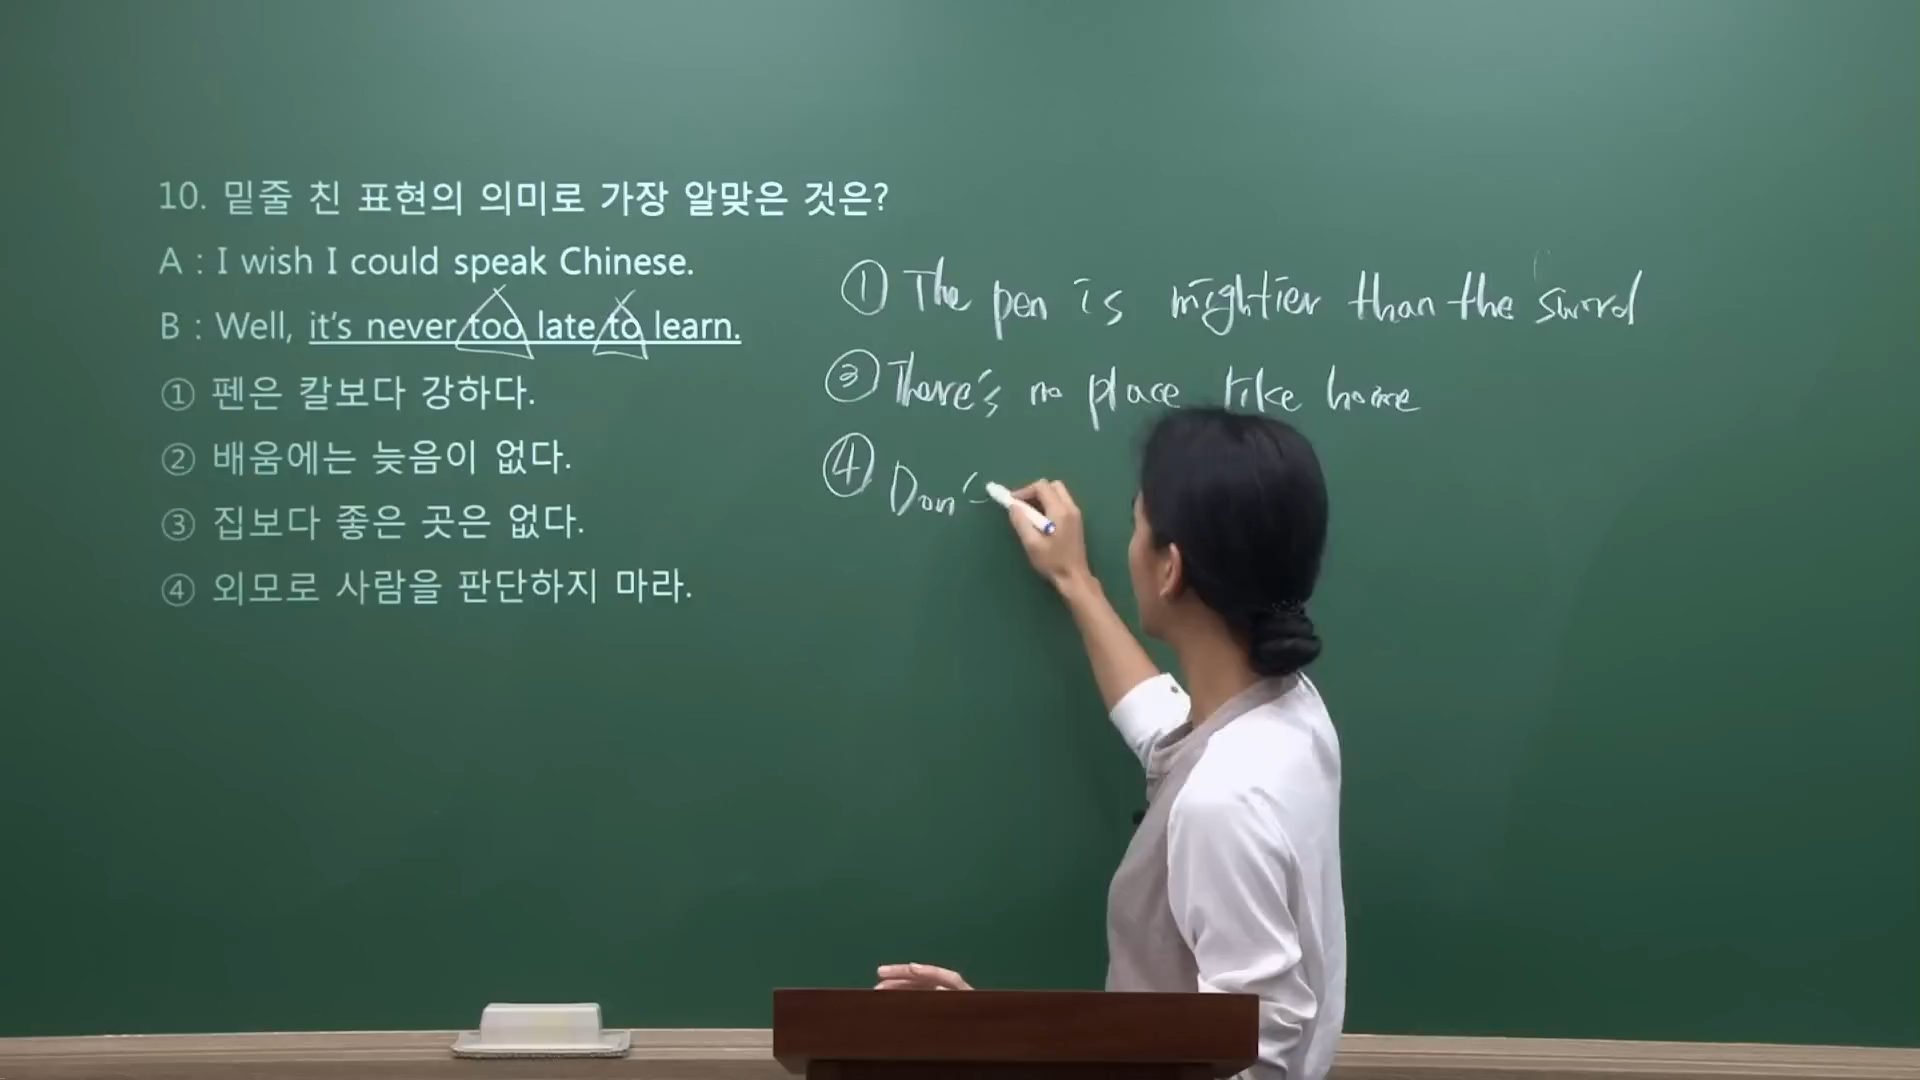 10. 밑줄 친 표현의 의미로 가장 알맞은 것은?
A : I wish I could speak Chinese.
B : Well, it's never too late to learn.
① 펜은 칼보다 강하다.
② 배움에는 늦음이 없다.
③ 집보다 좋은 곳은 없다.
④ 외모로 사람을 판단하지 마라.
① The pen is mightier than the sword
③ There's no place like home
④ Don'